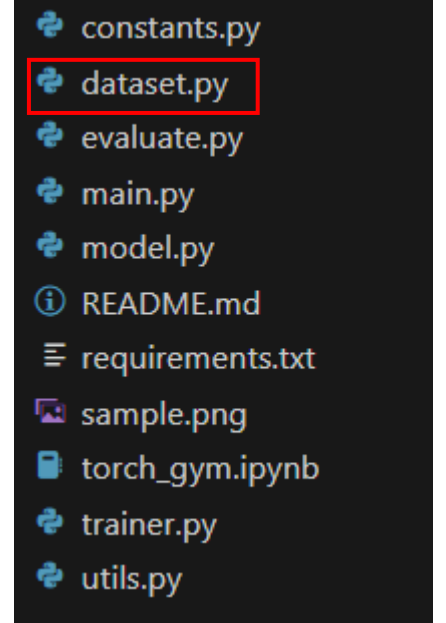 constants.py
dataset.py
evaluate.py
main.py
model.py
README.md
requirements.txt
sample.png
torch_gym.ipynb
trainer.py
utils.py